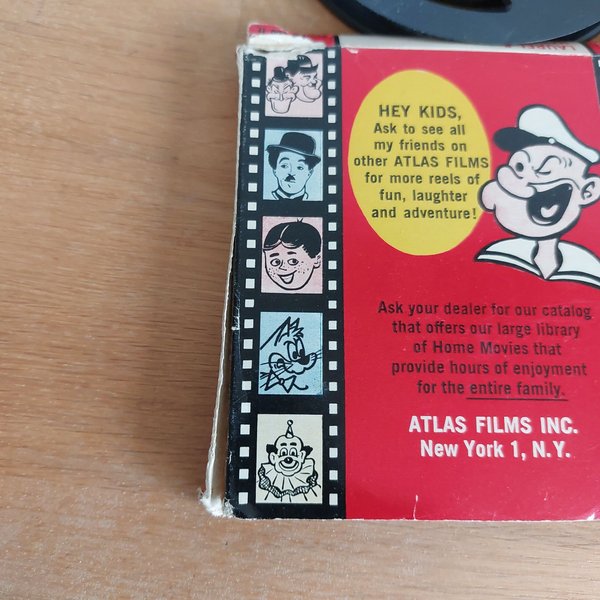 LAUREL
HEY KIDS,
Ask to see all
my friends on
other ATLAS FILMS
for more reels of
fun, laughter
and adventure!
Ask your dealer for our catalog
that offers our large library
of Home Movies that
provide hours of enjoyment
for the entire family.
ATLAS FILMS INC.
New York 1, N.Y.